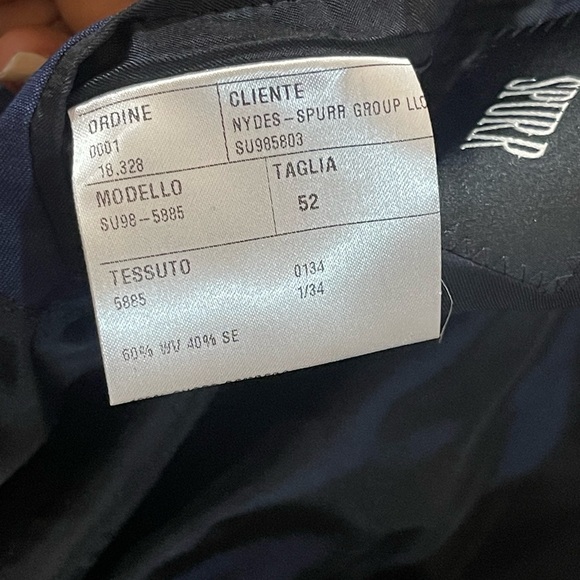 ORDINE
0001
18.328
CLIENTE
NYDES-SPURR GROUP LLC
SU985803
MODELLO
SU98-5885
TAGLIA
52
TESSUTO
5885
0134
1/34
60% WV 40% SE
SPURR